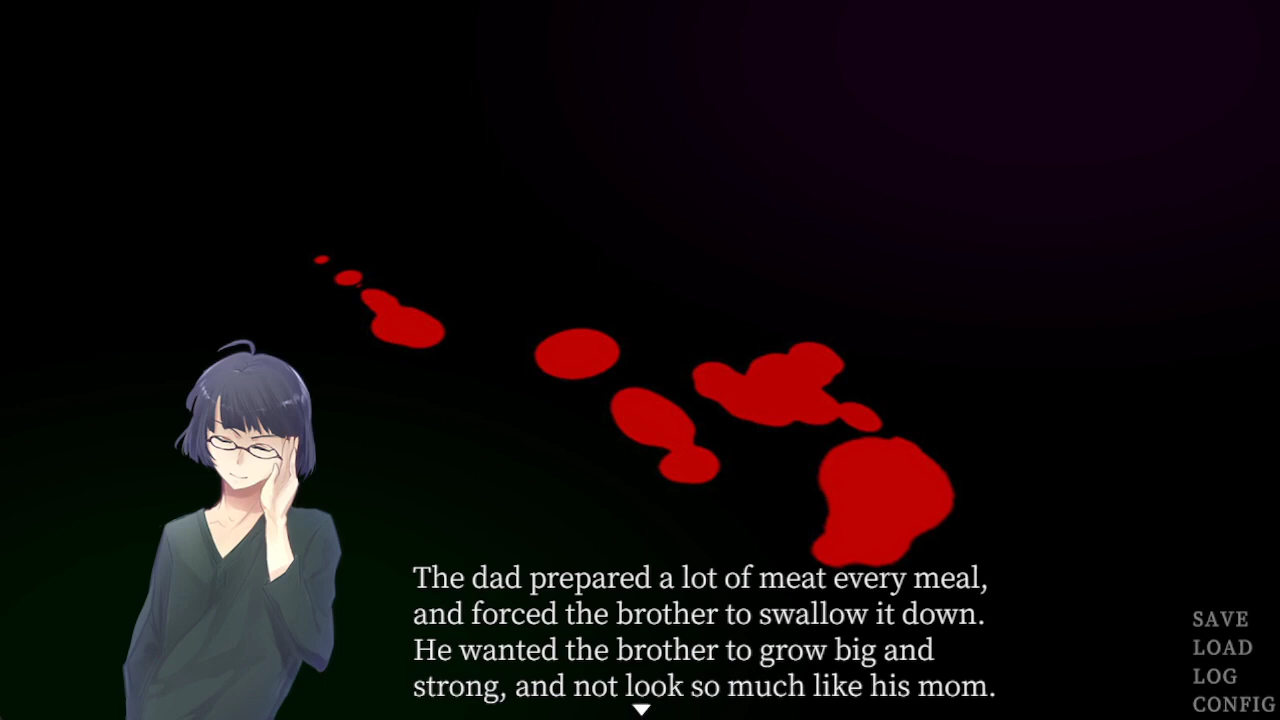 The dad prepared a lot of meat every meal,
and forced the brother to swallow it down.
He wanted the brother to grow big and
strong, and not look so much like his mom.
SAVE
LOAD
LOG
CONFIG